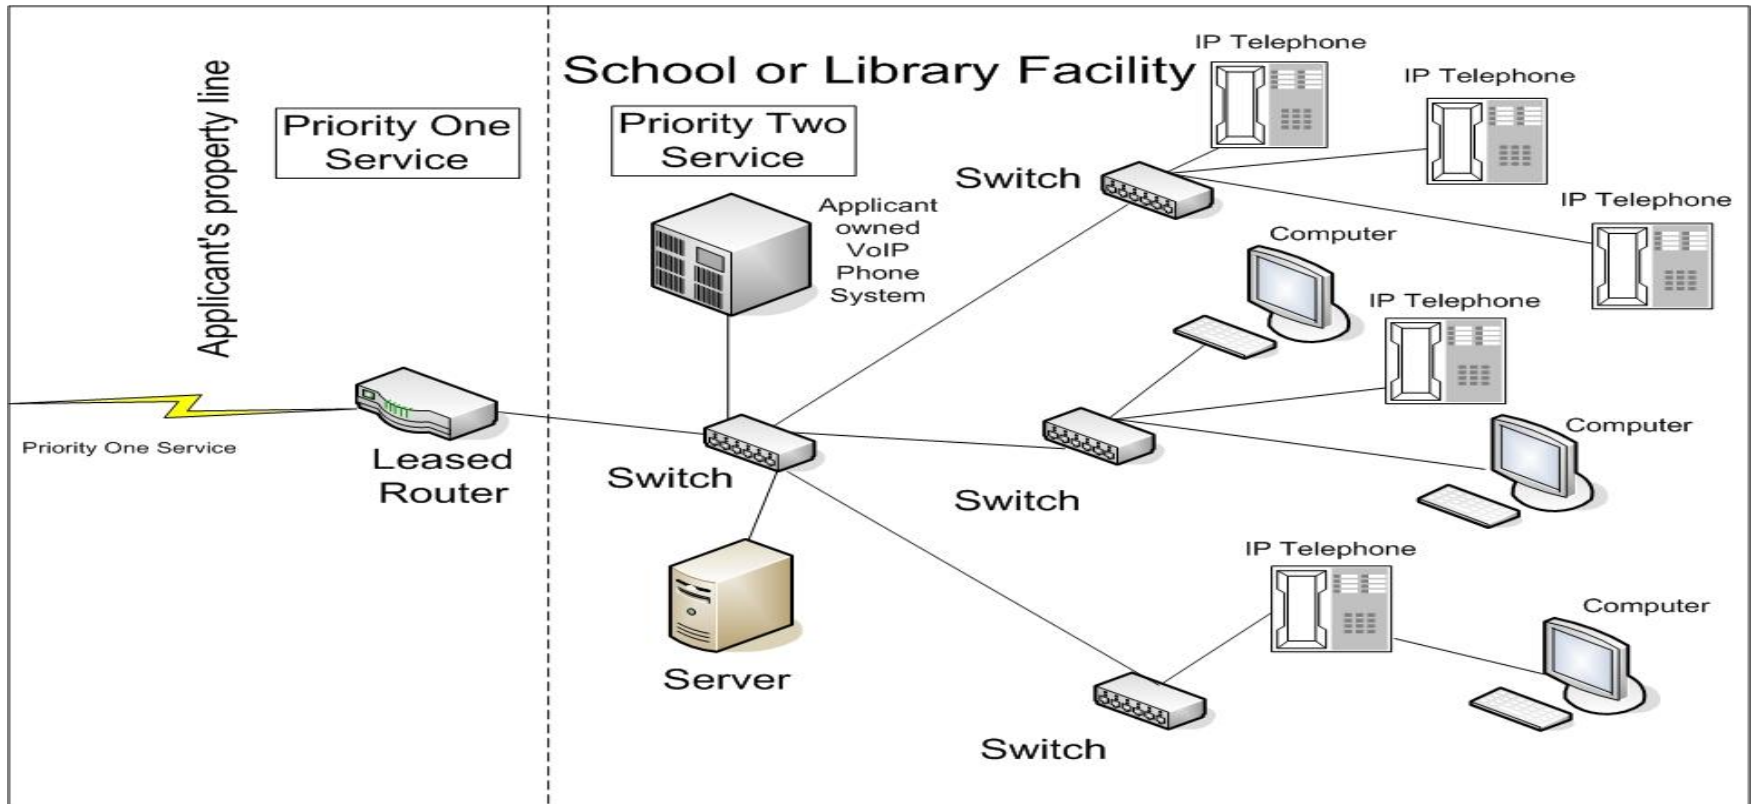 Applicant's property line
Priority One
Service
School or Library Facility
Priority Two
Service
IP Telephone
IP Telephone
Switch
IP Telephone
Applicant
owned
VoIP
Phone
System
Computer
IP Telephone
Priority One Service
Leased
Router
Switch
Switch
Computer
IP Telephone
Computer
Server
Switch